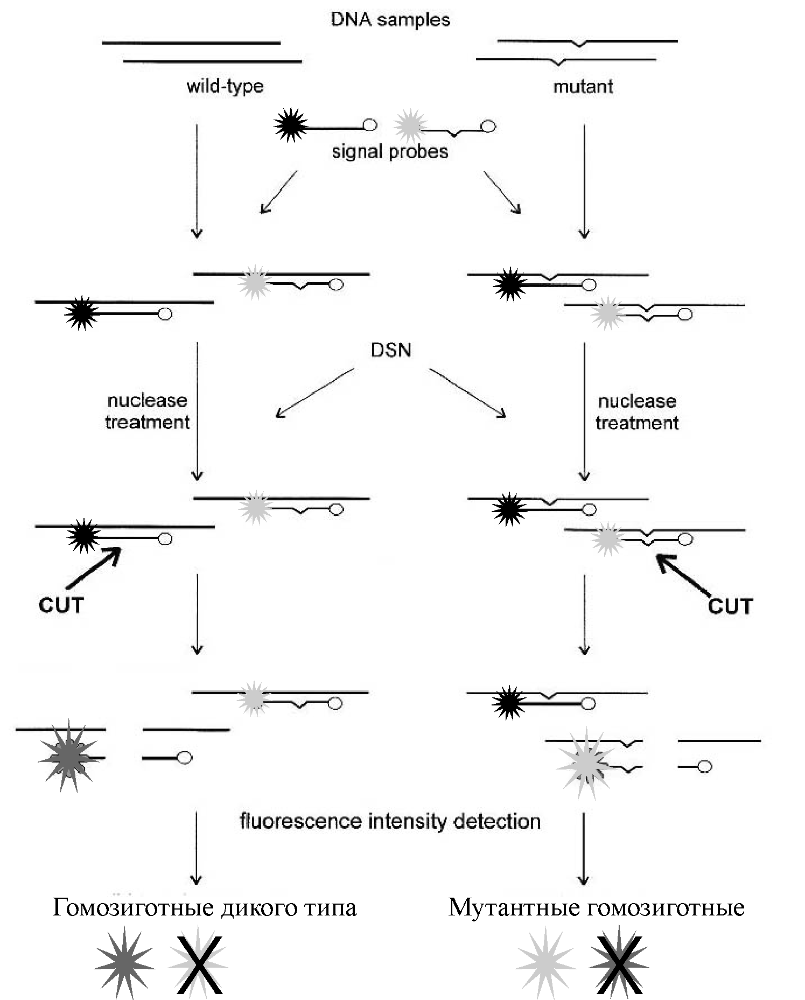 DNA samples
wild-type
mutant
signal probes
DSN
nuclease
treatment
nuclease
treatment
CUT
CUT
fluorescence intensity detection
Гомозиготные дикого типа
Мутантные гомозиготные